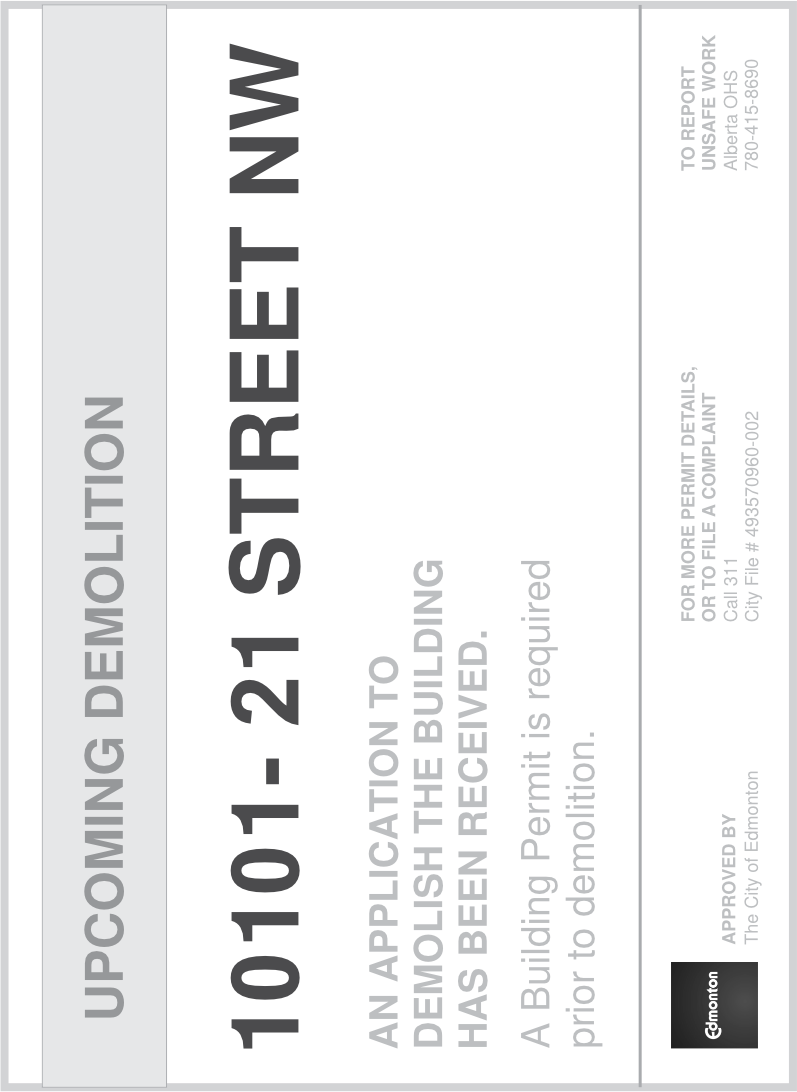 UPCOMING DEMOLITION
10101- 21 STREET NW
AN APPLICATION TO
DEMOLISH THE BUILDING
HAS BEEN RECEIVED.
A Building Permit is required
prior to demolition.
Edmonton
APPROVED BY
The City of Edmonton
FOR MORE PERMIT DETAILS,
OR TO FILE A COMPLAINT
Call 311
City File # 493570960-002
TO REPORT
UNSAFE WORK
Alberta OHS
780-415-8690